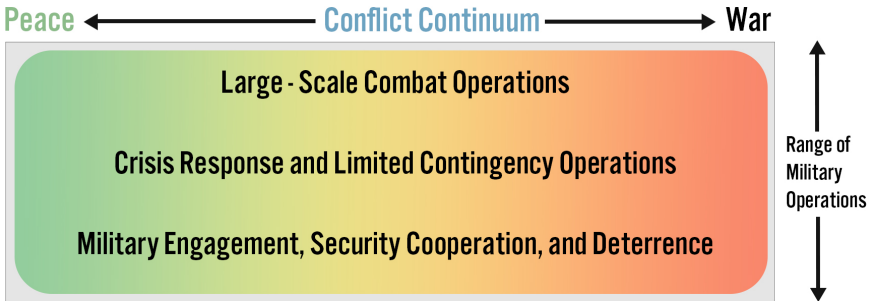 Peace Conflict Continuum War
Large - Scale Combat Operations
Crisis Response and Limited Contingency Operations
Military Engagement, Security Cooperation, and Deterrence
Range of
Military
Operations